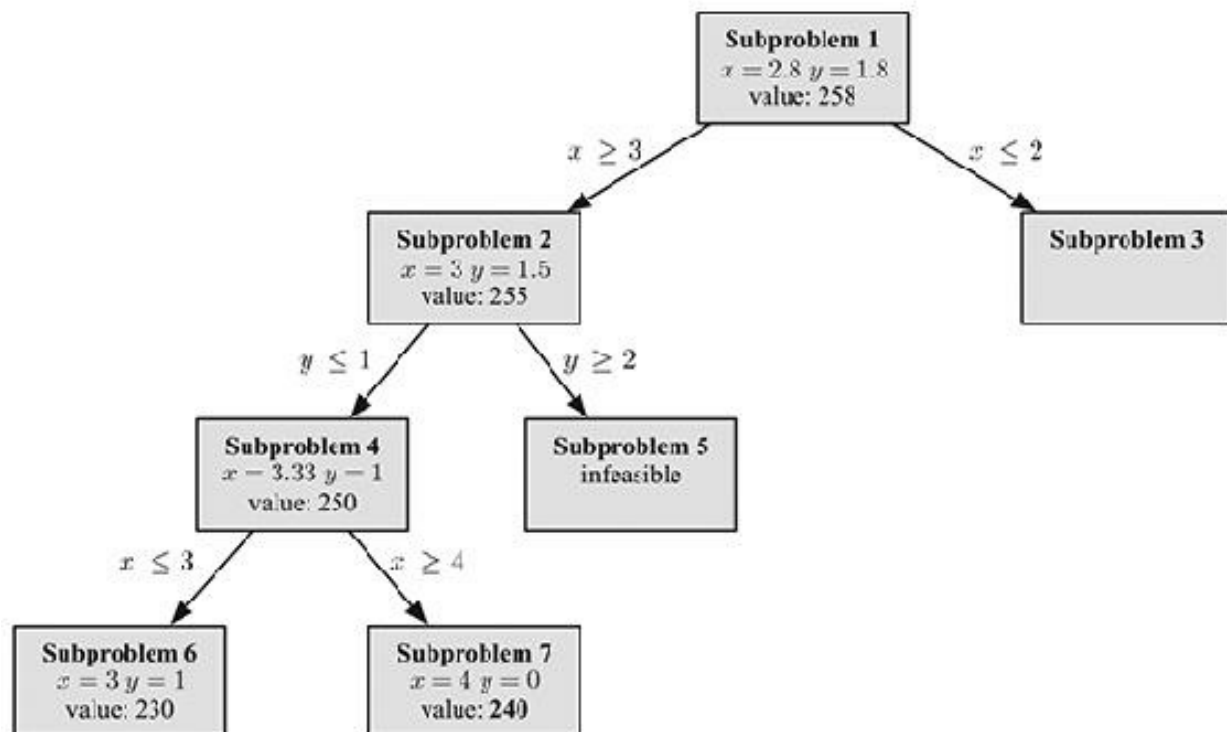 Subproblem 1
x = 2.8 y = 1.8
value: 258
x ≥ 3
x ≤ 2
Subproblem 2
x = 3 y = 1.5
value: 255
Subproblem 3
y ≤ 1
y ≥ 2
Subproblem 4
x = 3.33 y = 1
value: 250
Subproblem 5
infeasible
x ≤ 3
x ≥ 4
Subproblem 6
x = 3 y = 1
value: 230
Subproblem 7
x = 4 y = 0
value: 240